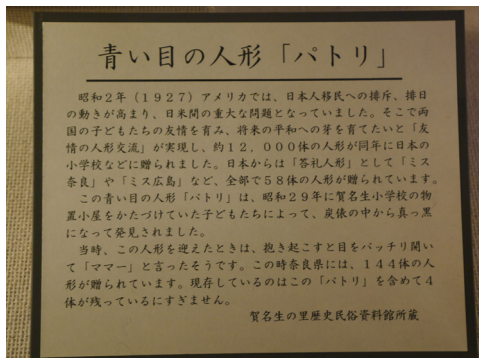 青い目の人形「パトリ」
昭和2年（1927）アメリカでは、日本人移民への排斥、排日
の動きが高まり、日米間の重大な問題となっていました。そこで両
国の子どもたちの友情を育み、将来の平和への芽を育てたいと「友
情の人形交流」が実現し、約12，000体の人形が同年に日本の
小学校などに贈られました。日本からは「答礼人形」として「ミス
奈良」や「ミス広島」など、全部で58体の人形が贈られています。
この青い目の人形「パトリ」は、昭和29年に賀名生小学校の物
置小屋をかたづけていた子どもたちによって、炭俵の中から真っ黒
になって発見されました。
当時、この人形を迎えたときは、抱き起こすと目をパッチリ開い
て「ママー」と言ったそうです。この時奈良県には、144体の人
形が贈られています。現存しているのはこの「パトリ」を含めて4
体が残っているにすぎません。
賀名生の里歴史民俗資料館所蔵